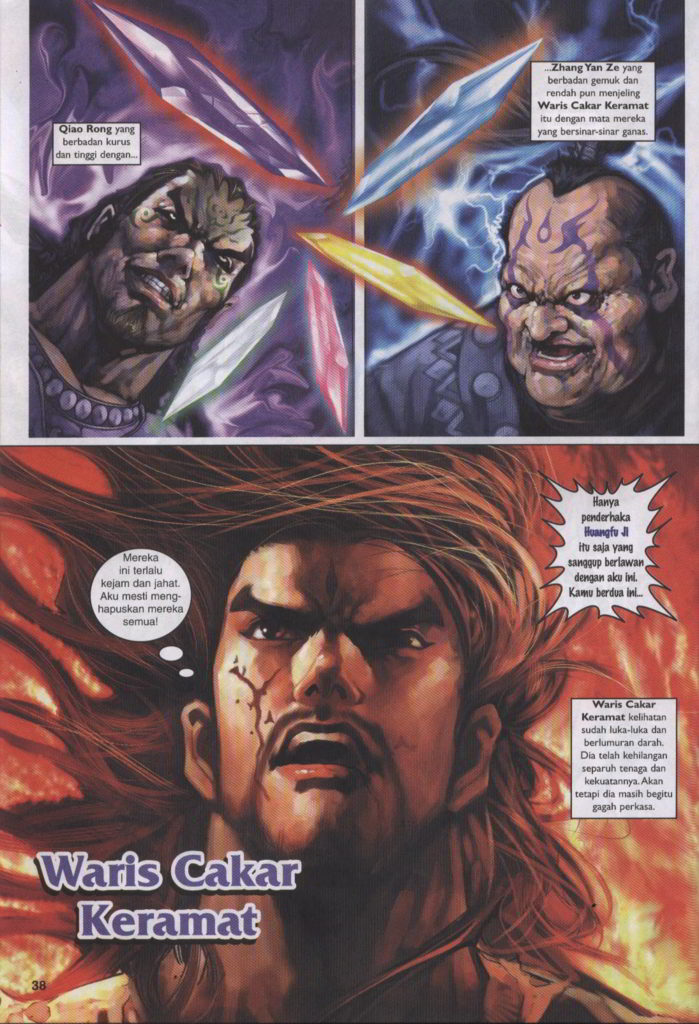 Qiao Rong yang
berbadan kurus
dan tinggi dengan...
...Zhang Yan Ze yang
berbadan gemuk dan
rendah pun menjeling
Waris Cakar Keramat
itu dengan mata mereka
yang bersinar-sinar ganas.
Mereka
ini terlalu
kejam dan jahat.
Aku mesti meng-
hapuskan mereka
semua!
Hanya
penderhaka
Huangfu Ji
itu saja yang
sanggup berlawan
dengan aku ini.
Kamu berdua ini...
Waris Cakar
Keramat kelihatan
sudah luka-luka dan
berlumuran darah.
Dia telah kehilangan
separuh tenaga dan
kekuatannya. Akan
tetapi dia masih begitu
gagah perkasa.
Waris Cakar
Keramat
38